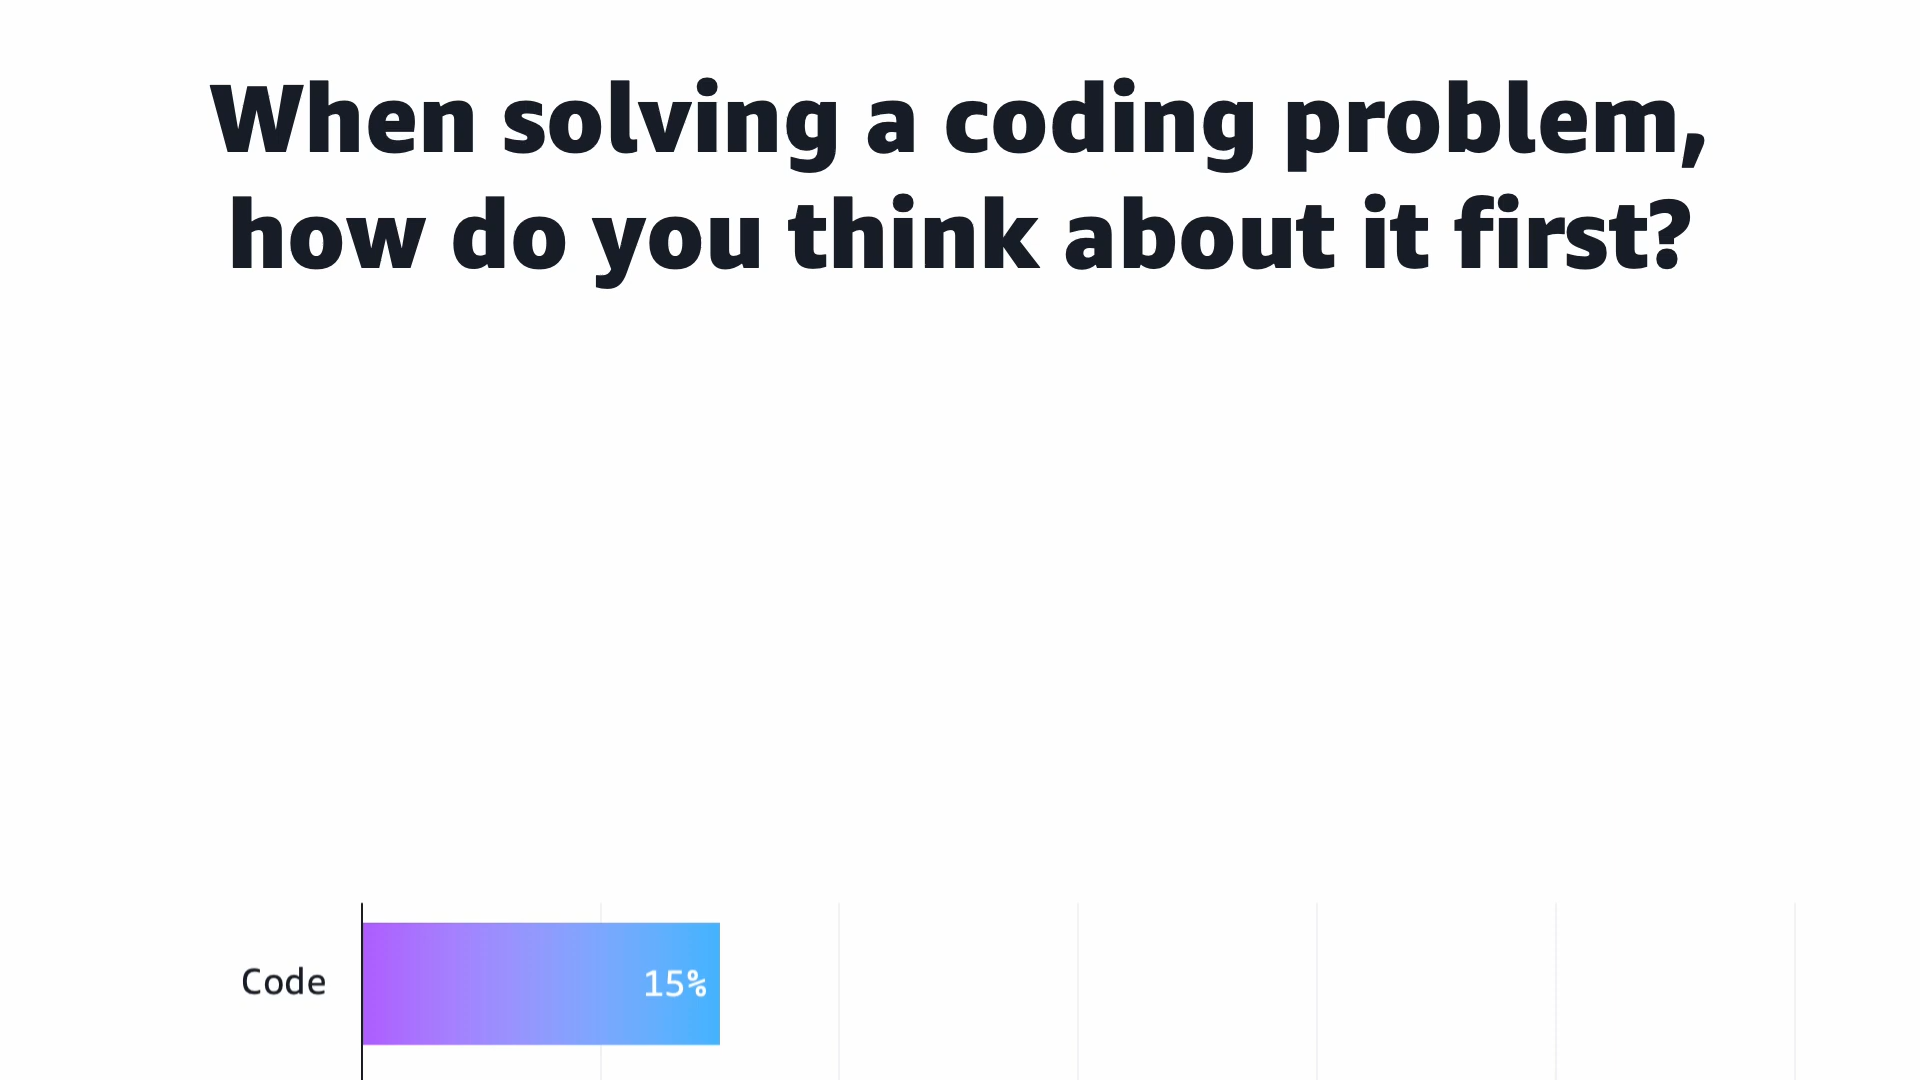 When solving a coding problem,
how do you think about it first?
Code
15%